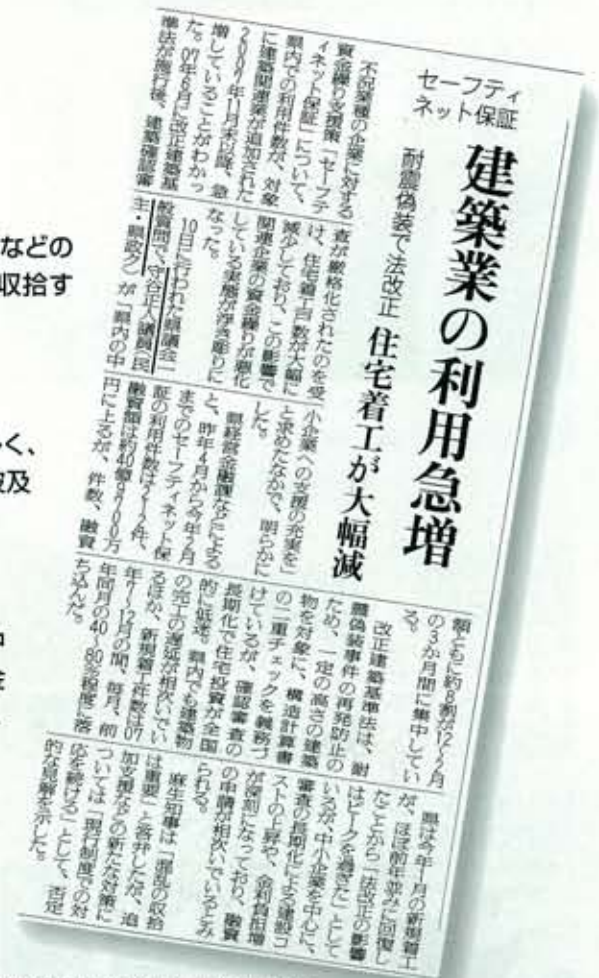 などの
収拾す
く、
波及
セーフティ
ネット保証
建築業の利用急増
耐震偽装で法改正 住宅着工が大幅減
不況業種の企業に対する
資金繰り支援策「セーフテ
ィネット保証」について、
県内での利用件数が、対象
に建築関連業が追加された
2007年11月末以降、急
増していることがわかっ
た。07年6月に改正建築基
準法が施行後、建築確認審
査が厳格化されたのを受
け、住宅着工戸数が大幅に
減少しており、この影響で
関連企業の資金繰りが悪化
している実態が浮き彫りに
なった。
10日に行われた県議会一
般質問で、守谷正人議員(民
主・県政ク)が「県内の中
小企業への支援の充実を」
と求めたなかで、明らかに
した。
県経営金融課などによる
と、昨年4月から今年2月
までのセーフティネット保
証の利用件数は212件、
融資額は約40億8700万
円に上るが、件数、融資
額ともに約8割が12〜2月
の3か月間に集中してい
る。
改正建築基準法は、耐
震偽装事件の再発防止の
ため、一定の高さの建築
物を対象に、構造計算書
の二重チェックを義務づ
けているが、確認審査の
長期化で住宅投資が全国
的に低迷。県内でも建築物
の完工の遅延が相次いでい
るほか、新規着工件数は07
年7〜12月の間、毎月、前
年同月の40〜80%程度に落
ち込んだ。
県は今年1月の新規着工
が、ほぼ前年並みに回復し
たことから「法改正の影響
はピークを過ぎた」として
いるが、中小企業を中心に、
審査の長期化による建設コ
ストの上昇や、金利負担増
が深刻になっており、融資
の申請が相次いでいるとみ
られる。
麻生知事は「混乱の収拾
は重要」と答弁したが、追
加支援などの新たな対策に
ついては「現行制度での対
応を続ける」として、否定
的な見解を示した。